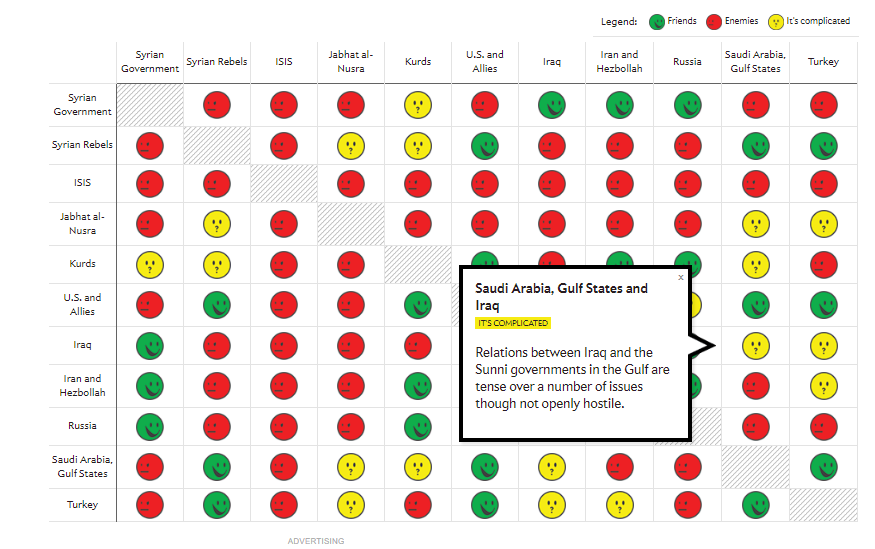 Legend: Friends Enemies It's complicated
Syrian Government Syrian Rebels ISIS Jabhat al-Nusra Kurds U.S. and Allies Iraq Iran and Hezbollah Russia Saudi Arabia, Gulf States Turkey
Syrian
Government
Syrian Rebels
ISIS
Jabhat al-
Nusra
Kurds
U.S. and
Allies
Iraq
Iran and
Hezbollah
Russia
Saudi Arabia,
Gulf States
Turkey
x
Saudi Arabia, Gulf States and
Iraq
IT'S COMPLICATED
Relations between Iraq and the
Sunni governments in the Gulf are
tense over a number of issues
though not openly hostile.
ADVERTISING